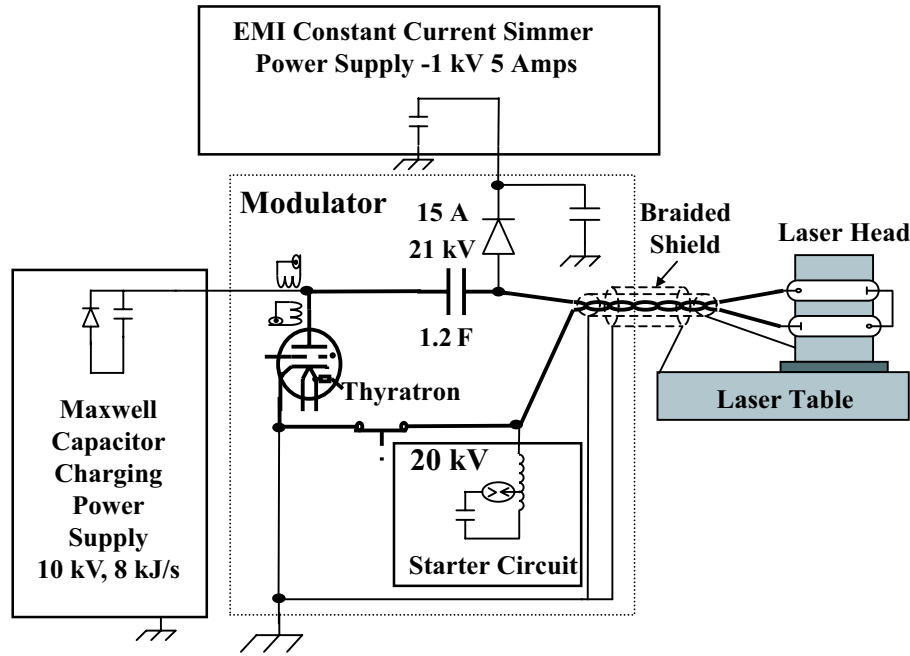 EMI Constant Current Simmer
Power Supply -1 kV 5 Amps
Modulator
15 A
21 kV
1.2 F
Braided
Shield
Laser Head
Thyratron
Laser Table
Maxwell
Capacitor
Charging
Power
Supply
10 kV, 8 kJ/s
20 kV
Starter Circuit